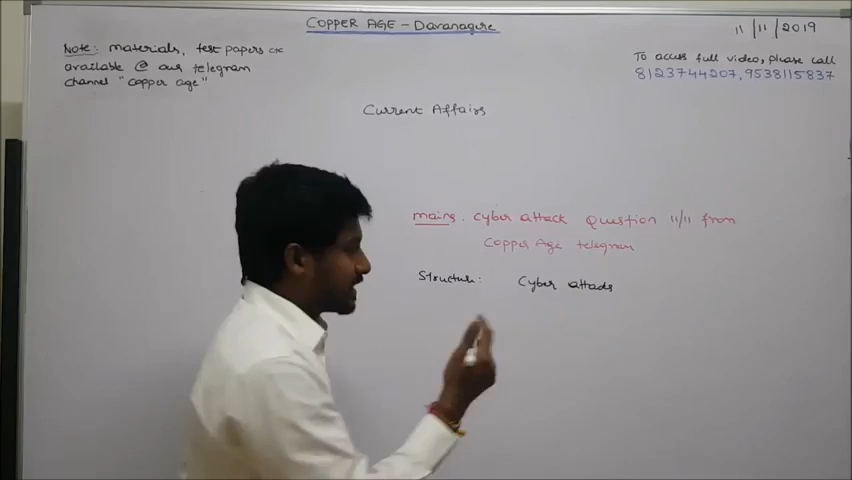 COPPER AGE - Davanagere
11/11/2019
Note: materials, test papers etc
available @ our telegram
channel "copper age"
To access full video, please call
8123744207, 9538115837
Current Affairs
mains. Cyber attack Question 11/11 from
Copper Age telegram
Structure: Cyber attacks